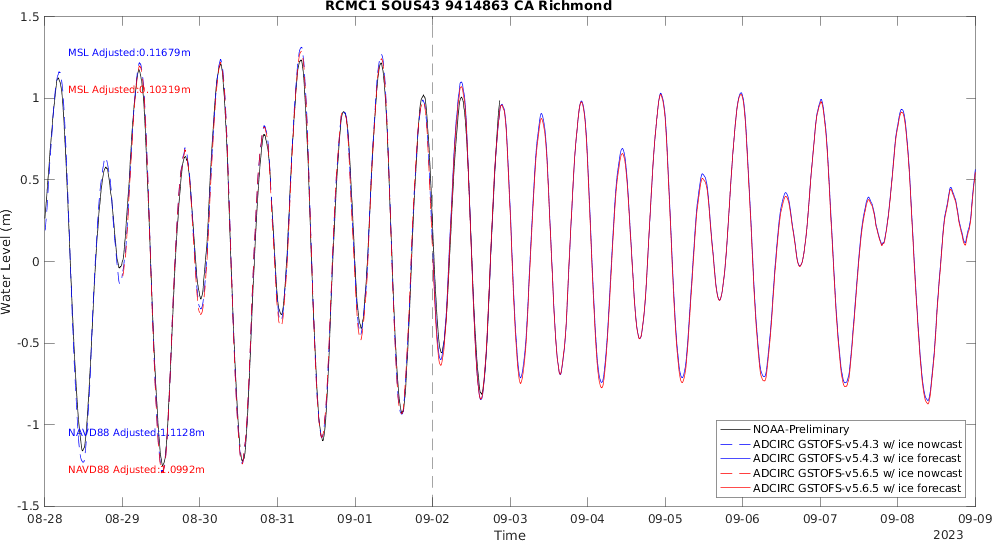 RCMC1 SOUS43 9414863 CA Richmond
1.5
1
0.5
0
-0.5
-1
-1.5
Water Level (m)
MSL Adjusted:0.11679m
MSL Adjusted:0.10319m
NAVD88 Adjusted:1.1128m
NAVD88 Adjusted:1.0992m
NOAA-Preliminary
ADCIRC GSTOFS-v5.4.3 w/ ice nowcast
ADCIRC GSTOFS-v5.4.3 w/ ice forecast
ADCIRC GSTOFS-v5.6.5 w/ ice nowcast
ADCIRC GSTOFS-v5.6.5 w/ ice forecast
08-28 08-29 08-30 08-31 09-01 09-02 09-03 09-04 09-05 09-06 09-07 09-08 09-09
Time
2023